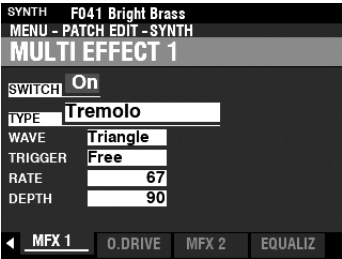 SYNTH F041 Bright Brass
MENU - PATCH EDIT - SYNTH
MULTI EFFECT 1
SWITCH On
TYPE Tremolo
WAVE Triangle
TRIGGER Free
RATE 67
DEPTH 90
MFX 1 O.DRIVE MFX 2 EQUALIZ